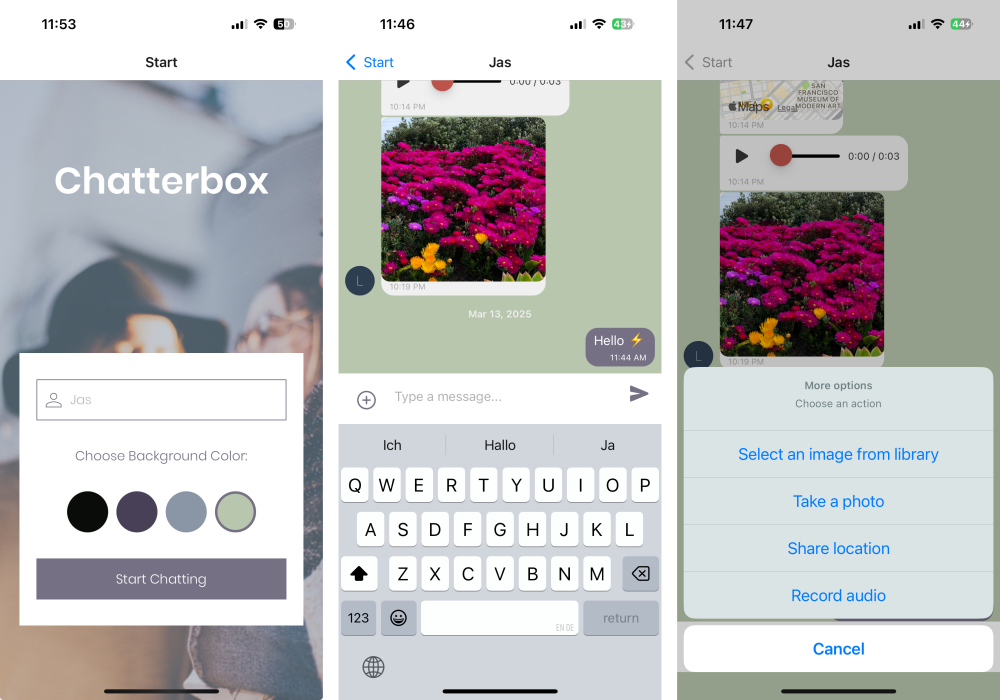 11:53
50
Start
Chatterbox
Jas
Choose Background Color:
Start Chatting
11:46
43
Start
Jas
0:00 / 0:03
10:14 PM
L
10:19 PM
Mar 13, 2025
Hello ⚡
11:44 AM
Type a message...
Ich Hallo Ja
Q W E R T Y U I O P
A S D F G H J K L
Z X C V B N M
123
EN DE
return
11:47
44
Start
Jas
SAN
FRANCISCO
MUSEUM OF
MODERN ART
Maps
Legal
10:14 PM
0:00 / 0:03
10:14 PM
L
10:19 PM
More options
Choose an action
Select an image from library
Take a photo
Share location
Record audio
Cancel